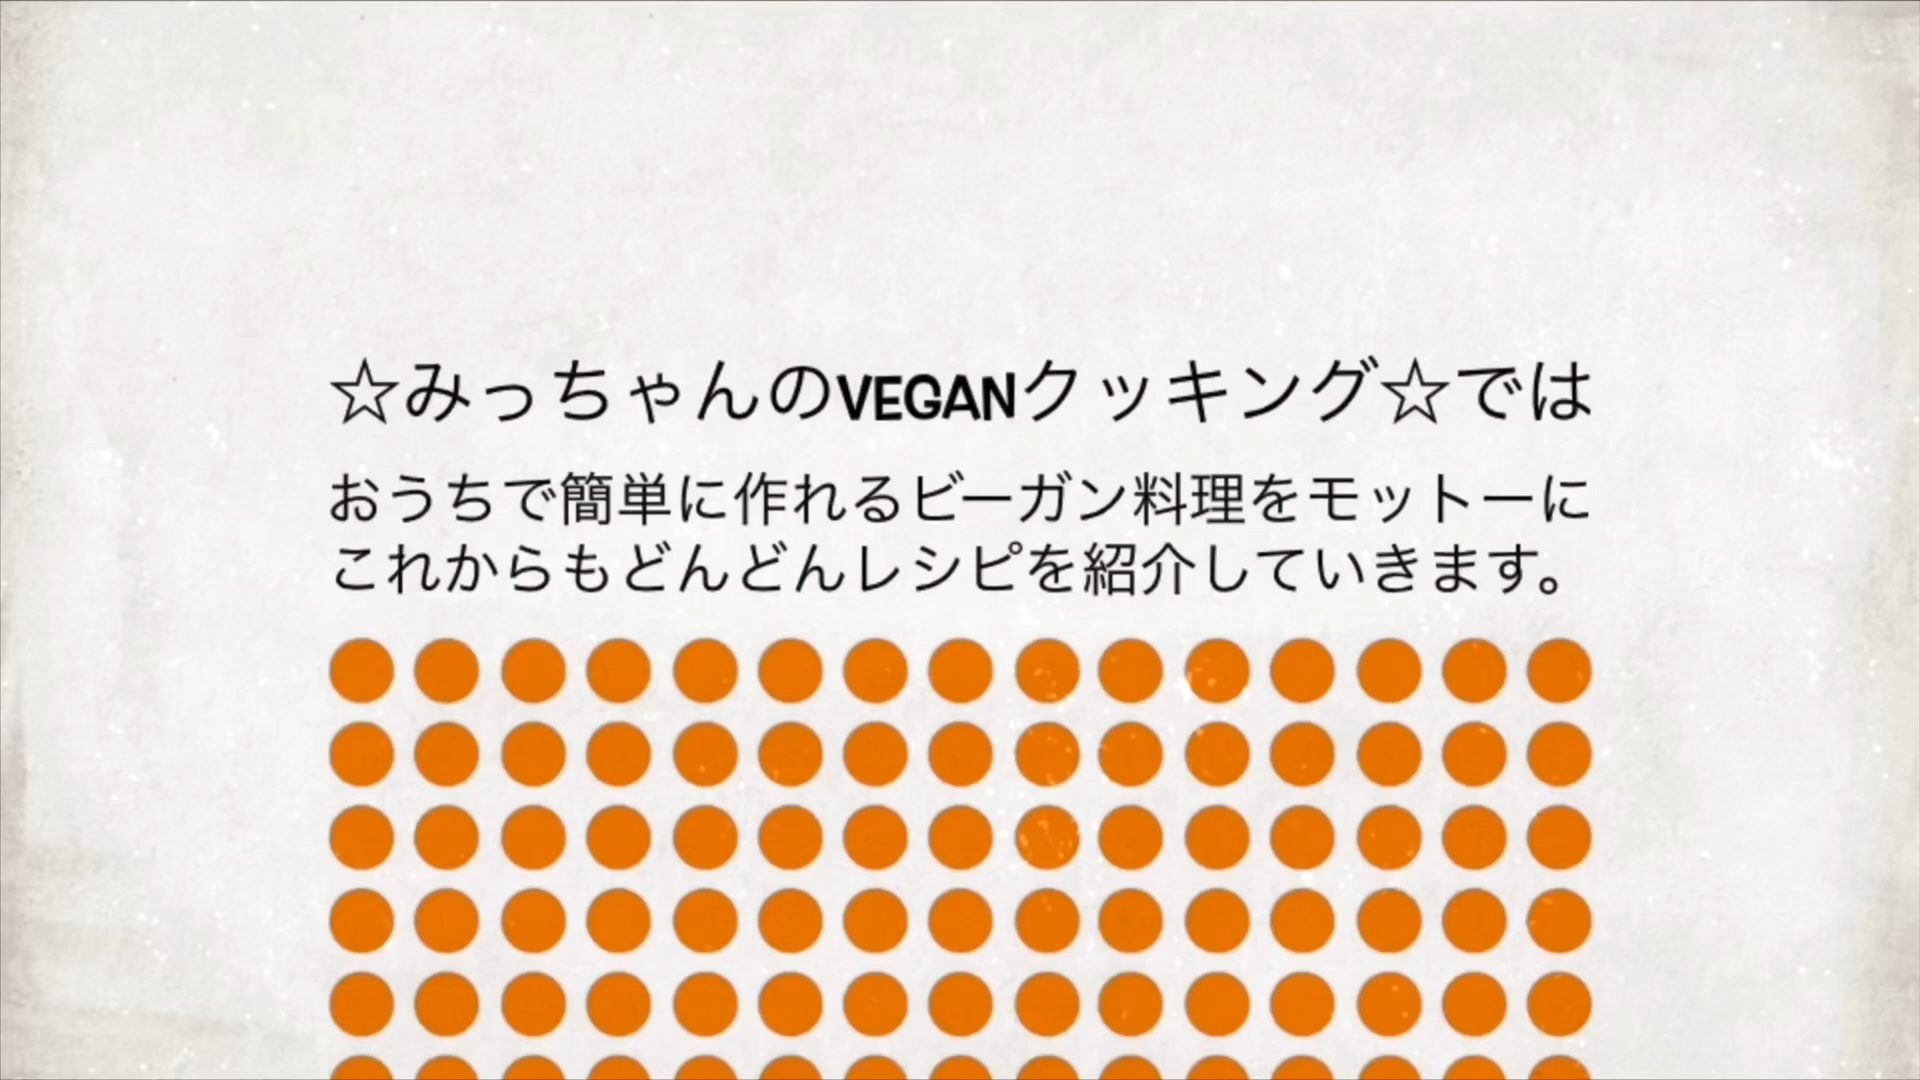 ☆みっちゃんのVEGANクッキング☆では
おうちで簡単に作れるビーガン料理をモットーに
これからもどんどんレシピを紹介していきます。